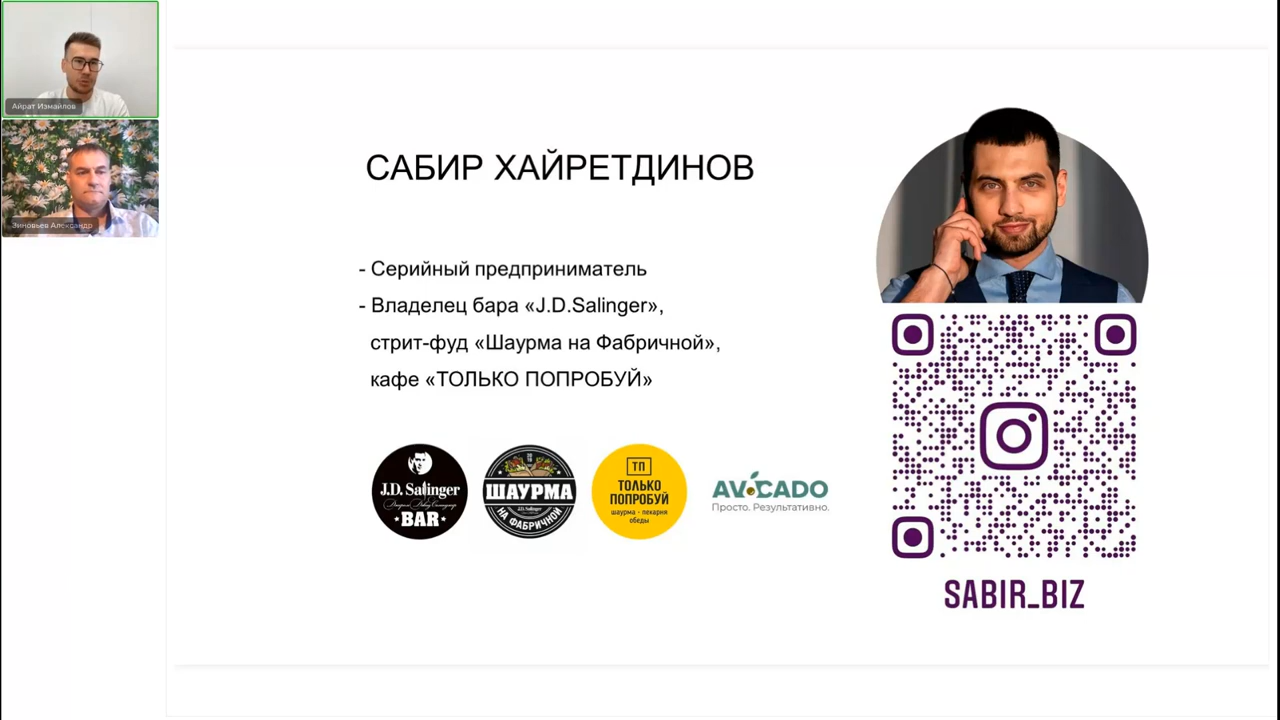 Айрат Измайлов
Зиновьев Александр
САБИР ХАЙРЕТДИНОВ
- Серийный предприниматель
- Владелец бара «J.D.Salinger»,
стрит-фуд «Шаурма на Фабричной»,
кафе «ТОЛЬКО ПОПРОБУЙ»
J.D. Salinger
BAR
ШАУРМА
J.D. Salinger
НА ФАБРИЧНОЙ
ТП
ТОЛЬКО
ПОПРОБУЙ
шаурма · пекарня
обеды
AVOCADO
Просто. Результативно.
SABIR_BIZ